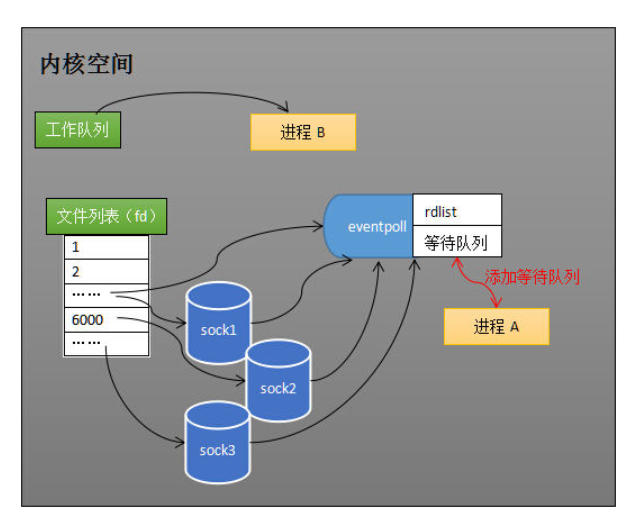 内核空间
工作队列
进程 B
文件列表（fd）
1
2
……
6000
……
eventpoll
rdlist
等待队列
添加等待队列
进程 A
sock1
sock2
sock3